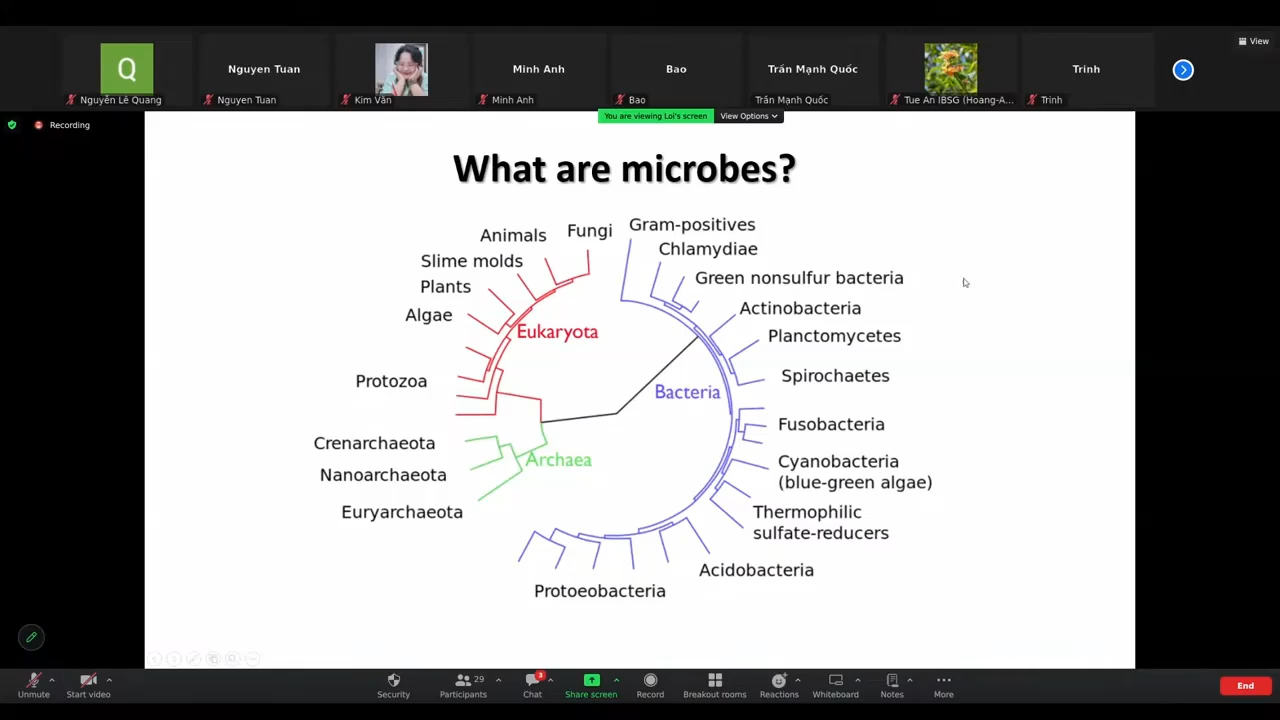 View
Q
Nguyen Tuan
Minh Anh
Bao
Trần Mạnh Quốc
Trinh
Nguyễn Lê Quang
Nguyen Tuan
Kim Văn
Minh Anh
Bao
Trần Mạnh Quốc
Tue An IBSG (Hoang-A...
Trinh
You are viewing Loi's screen
View Options
Recording
What are microbes?
Fungi
Gram-positives
Animals
Chlamydiae
Slime molds
Green nonsulfur bacteria
Plants
Actinobacteria
Algae
Eukaryota
Planctomycetes
Protozoa
Spirochaetes
Bacteria
Fusobacteria
Crenarchaeota
Archaea
Cyanobacteria
(blue-green algae)
Nanoarchaeota
Euryarchaeota
Thermophilic
sulfate-reducers
Acidobacteria
Protoeobacteria
Unmute
Start video
Security
Participants
29
Chat
3
Share screen
Record
Breakout rooms
Reactions
Whiteboard
Notes
More
End